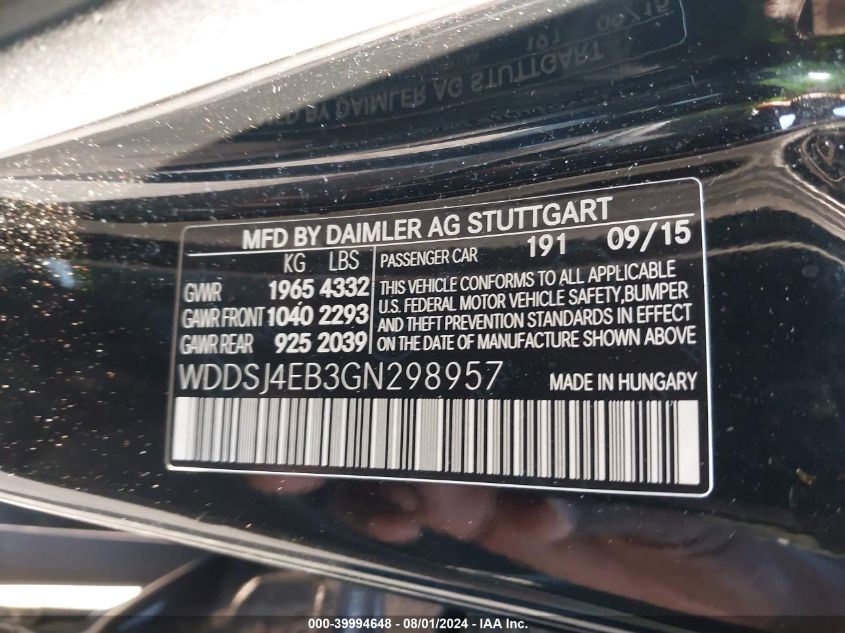 MFD BY DAIMLER AG STUTTGART
KG LBS
GVWR 1965 4332
GAWR FRONT 1040 2293
GAWR REAR 925 2039
PASSENGER CAR 191 09/15
THIS VEHICLE CONFORMS TO ALL APPLICABLE
U.S. FEDERAL MOTOR VEHICLE SAFETY,BUMPER
AND THEFT PREVENTION STANDARDS IN EFFECT
ON THE DATE OF MANUFACTURE SHOWN ABOVE
WDDSJ4EB3GN298957 MADE IN HUNGARY
000-39994648 - 08/01/2024 - IAA, Inc.